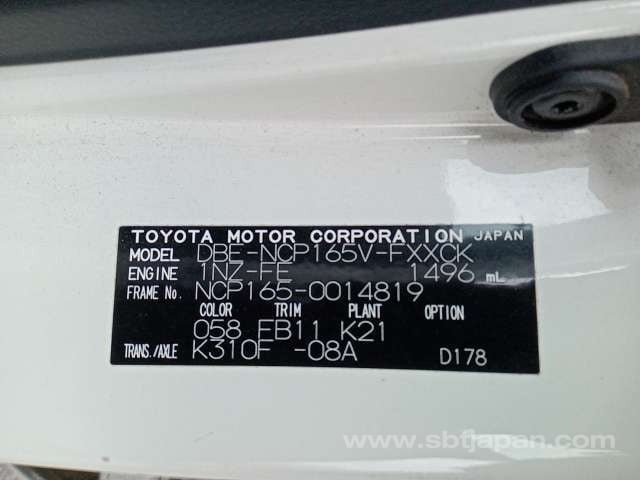 TOYOTA MOTOR CORPORATION JAPAN
MODEL DBE-NCP165V-FXXCK
ENGINE 1NZ-FE 1496 mL
FRAME No. NCP165-0014819
COLOR TRIM PLANT OPTION
058 FB11 K21
TRANS./AXLE K310F -08A D178
www.sbtjapan.com